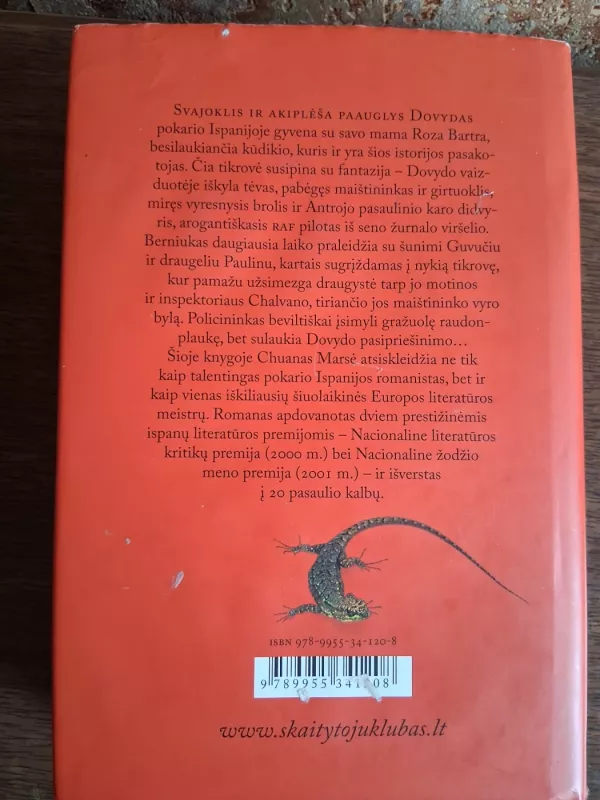 Svajoklis ir akiplėša paauglys Dovydas
pokario Ispanijoje gyvena su savo mama Roza Bartra,
besilaukiančia kūdikio, kuris ir yra šios istorijos pasako-
tojas. Čia tikrovė susipina su fantazija – Dovydo vaiz-
duotėje iškyla tėvas, pabėgęs maištininkas ir girtuoklis,
miręs vyresnysis brolis ir Antrojo pasaulinio karo didvy-
ris, arogantiškasis RAF pilotas iš seno žurnalo viršelio.
Berniukas daugiausia laiko praleidžia su šunimi Guvučiu
ir draugeliu Paulinu, kartais sugrįždamas į nykią tikrovę,
kur pamažu užsimezga draugystė tarp jo motinos
ir inspektoriaus Chalvano, tiriančio jos maištininko vyro
bylą. Policininkas beviltiškai įsimyli gražuolę raudon-
plaukę, bet sulaukia Dovydo pasipriešinimo...
Šioje knygoje Chuanas Marsė atsiskleidžia ne tik
kaip talentingas pokario Ispanijos romanistas, bet ir
kaip vienas iškiliausių šiuolaikinės Europos literatūros
meistrų. Romanas apdovanotas dviem prestižinėmis
ispanų literatūros premijomis – Nacionaline literatūros
kritikų premija (2000 m.) bei Nacionaline žodžio
meno premija (2001 m.) – ir išverstas
į 20 pasaulio kalbų.
ISBN 978-9955-34-120-8
9 789955 341208
www.skaitytojuklubas.lt